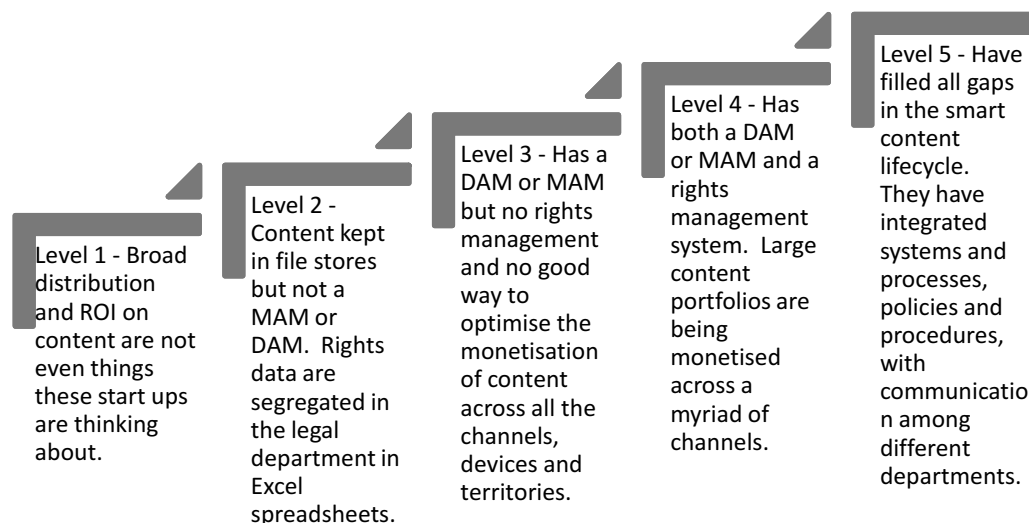 Level 1 - Broad
distribution
and ROI on
content are not
even things
these start ups
are thinking
about.
Level 2 -
Content kept
in file stores
but not a
MAM or
DAM.  Rights
data are
segregated in
the legal
department in
Excel
spreadsheets.
Level 3 - Has a
DAM or MAM
but no rights
management
and no good
way to
optimise the
monetisation
of content
across all the
channels,
devices and
territories.
Level 4 - Has
both a DAM
or MAM and a
rights
management
system.  Large
content
portfolios are
being
monetised
across a
myriad of
channels.
Level 5 - Have
filled all gaps
in the smart
content
lifecycle.
They have
integrated
systems and
processes,
policies and
procedures,
with
communicatio
n among
different
departments.